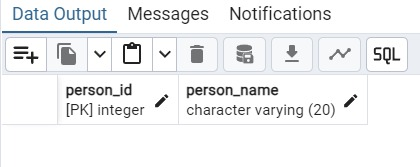 Data Output Messages Notifications
SQL
person_id person_name
[PK] integer character varying (20)